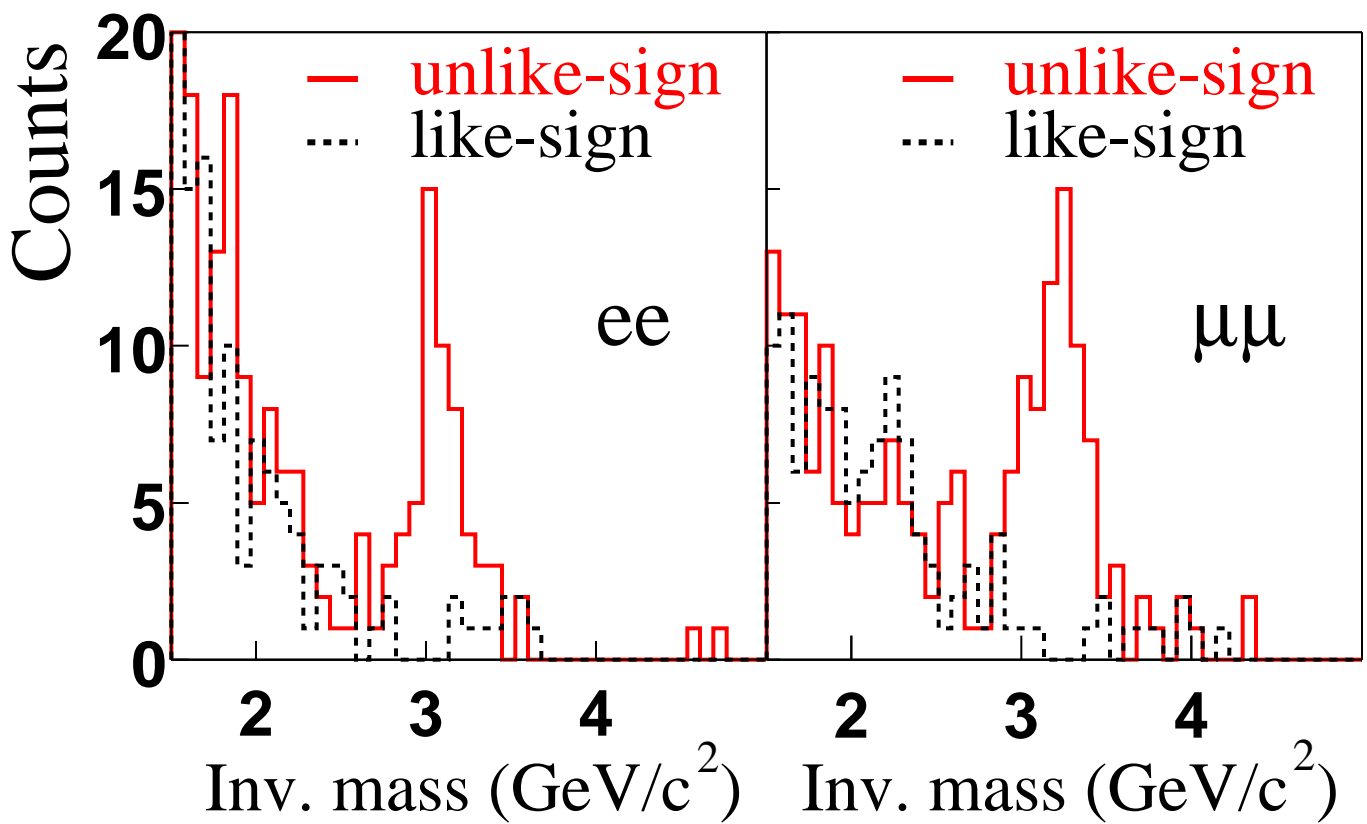 Counts
20
15
10
5
0
unlike-sign
like-sign
ee
2 3 4
Inv. mass (GeV/c²)
unlike-sign
like-sign
μμ
2 3 4
Inv. mass (GeV/c²)